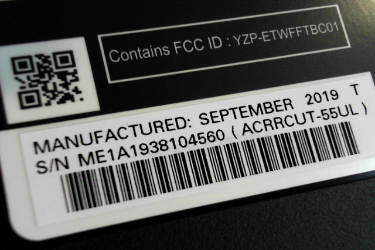 Contains FCC ID : YZP-ETWFFTBC01
MANUFACTURED: SEPTEMBER 2019 T
S/N ME1A1938104560 ( ACRRCUT-55UL )